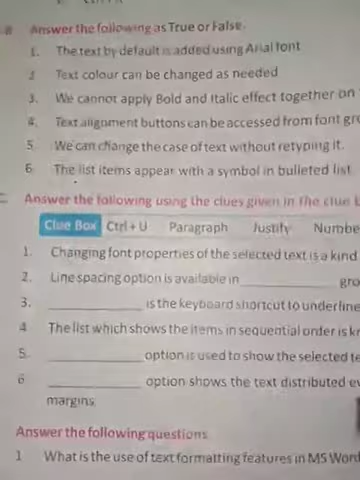 B Answer the following as True or False.
1. The text by default is added using Arial font
2 Text colour can be changed as needed
3. We cannot apply Bold and Italic effect together on
4. Text alignment buttons can be accessed from font gro
5. We can change the case of text without retyping it.
6. The list items appear with a symbol in bulleted list
C. Answer the following using the clues given in the clue b
Clue Box Ctrl + U Paragraph Justify Numbe
1. Changing font properties of the selected text is a kind
2. Line spacing option is available in ____________ gro
3. ____________ is the keyboard shortcut to underline
4 The list which shows the items in sequential order is k
5. ____________ option is used to show the selected te
6 ____________ option shows the text distributed ev
margins.
Answer the following questions
1 What is the use of text formatting features in MS Word